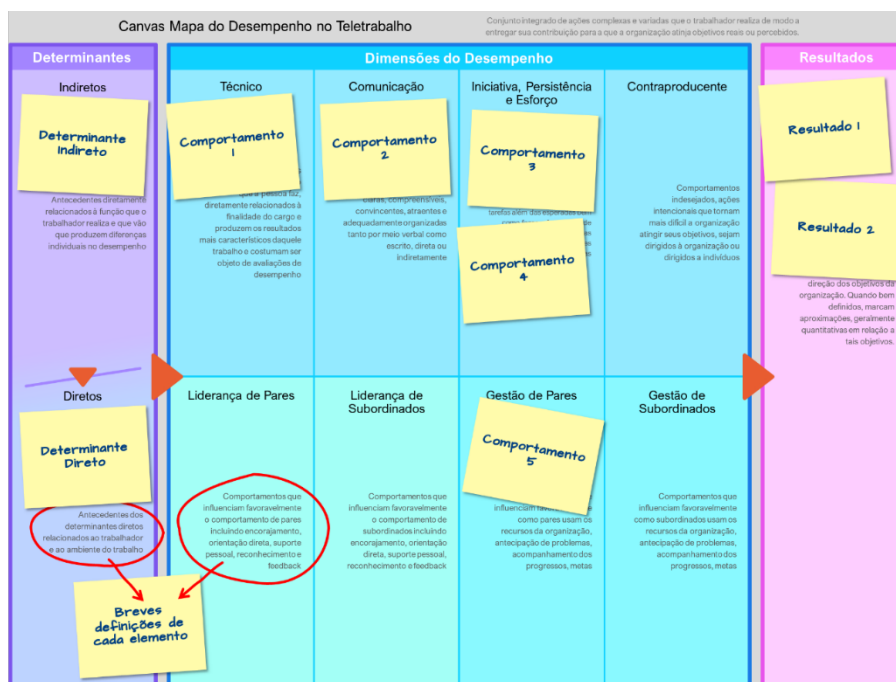 Canvas Mapa do Desempenho no Teletrabalho
Conjunto integrado de ações complexas e variadas que o trabalhador realiza de modo a
entregar sua contribuição para a que a organização atinja objetivos reais ou percebidos.
Determinantes
Dimensões do Desempenho
Resultados
Indiretos
Determinante
Indireto
Antecedentes diretamente
relacionados à função que o
trabalhador realiza e que vão
que produzem diferenças
individuais no desempenho
Técnico
Comportamento
1
que a pessoa faz,
diretamente relacionados à
finalidade do cargo e
produzem os resultados
mais característicos daquele
trabalho e costumam ser
objeto de avaliações de
desempenho
Comunicação
Comportamento
2
claras, compreensíveis,
convincentes, atraentes e
adequadamente organizadas
tanto por meio verbal como
escrito, direta ou
indiretamente
Iniciativa, Persistência
e Esforço
Comportamento
3
tarefas além das esperadas
Comportamento
4
Contraproducente
Comportamentos
indesejados, ações
intencionais que tornam
mais difícil a organização
atingir seus objetivos, sejam
dirigidos à organização ou
dirigidos a indivíduos
Resultado 1
Resultado 2
direção dos objetivos da
organização. Quando bem
definidos, marcam
aproximações, geralmente
quantitativas em relação a
tais objetivos.
Diretos
Determinante
Direto
Antecedentes dos
determinantes diretos
relacionados ao trabalhador
e ao ambiente do trabalho
Breves
definições de
cada elemento
Liderança de Pares
Comportamentos que
influenciam favoravelmente
o comportamento de pares
incluindo encorajamento,
orientação direta, suporte
pessoal, reconhecimento e
feedback
Liderança de
Subordinados
Comportamentos que
influenciam favoravelmente
o comportamento de
subordinados incluindo
encorajamento, orientação
direta, suporte pessoal,
reconhecimento e feedback
Gestão de Pares
Comportamento
5
como pares usam os
recursos da organização,
antecipação de problemas,
acompanhamento dos
progressos, metas
Gestão de
Subordinados
Comportamentos que
influenciam favoravelmente
como subordinados usam os
recursos da organização,
antecipação de problemas,
acompanhamento dos
progressos, metas